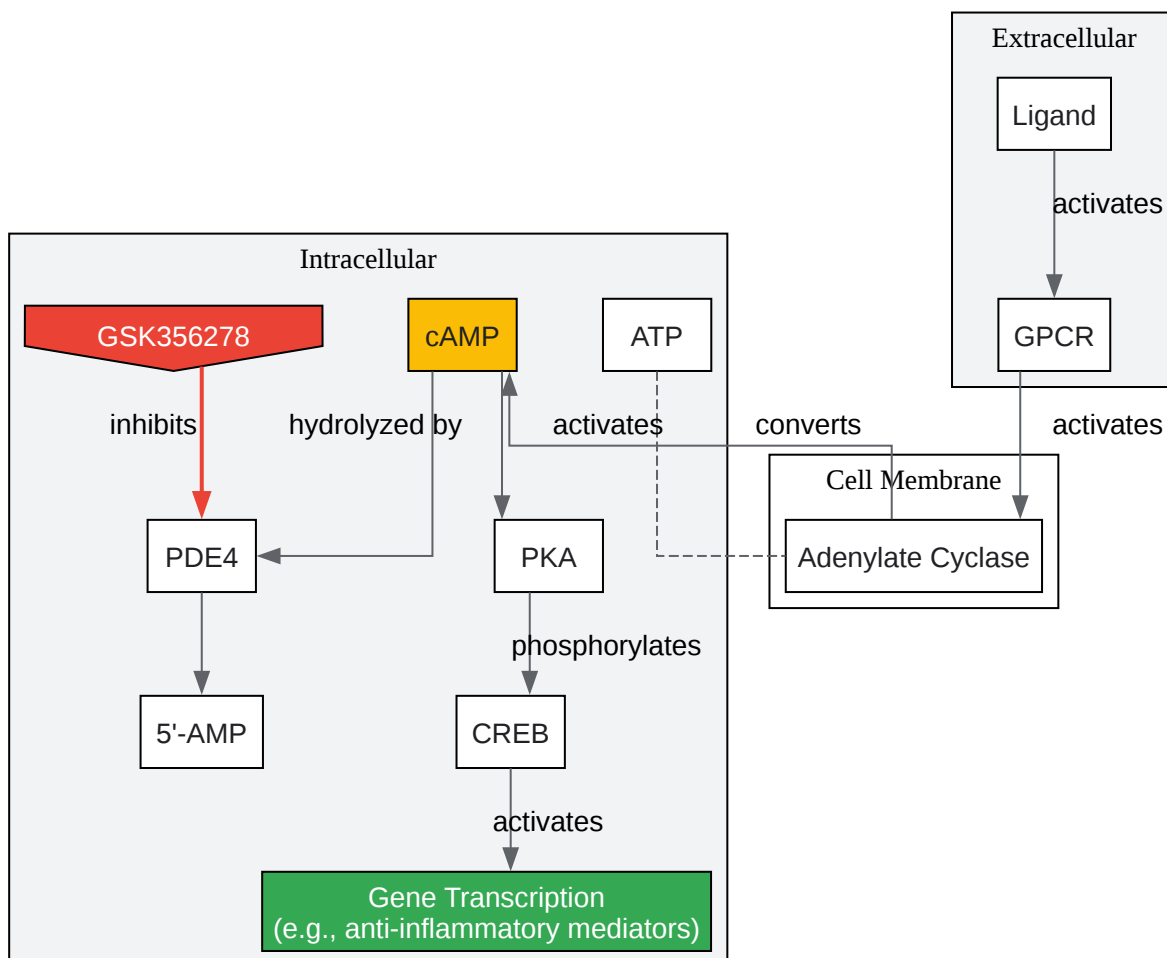 Extracellular
Ligand
activates
Intracellular
GSK356278
cAMP
ATP
GPCR
inhibits
hydrolyzed by
activates
converts
activates
Cell Membrane
PDE4
PKA
Adenylate Cyclase
phosphorylates
5'-AMP
CREB
activates
Gene Transcription
(e.g., anti-inflammatory mediators)